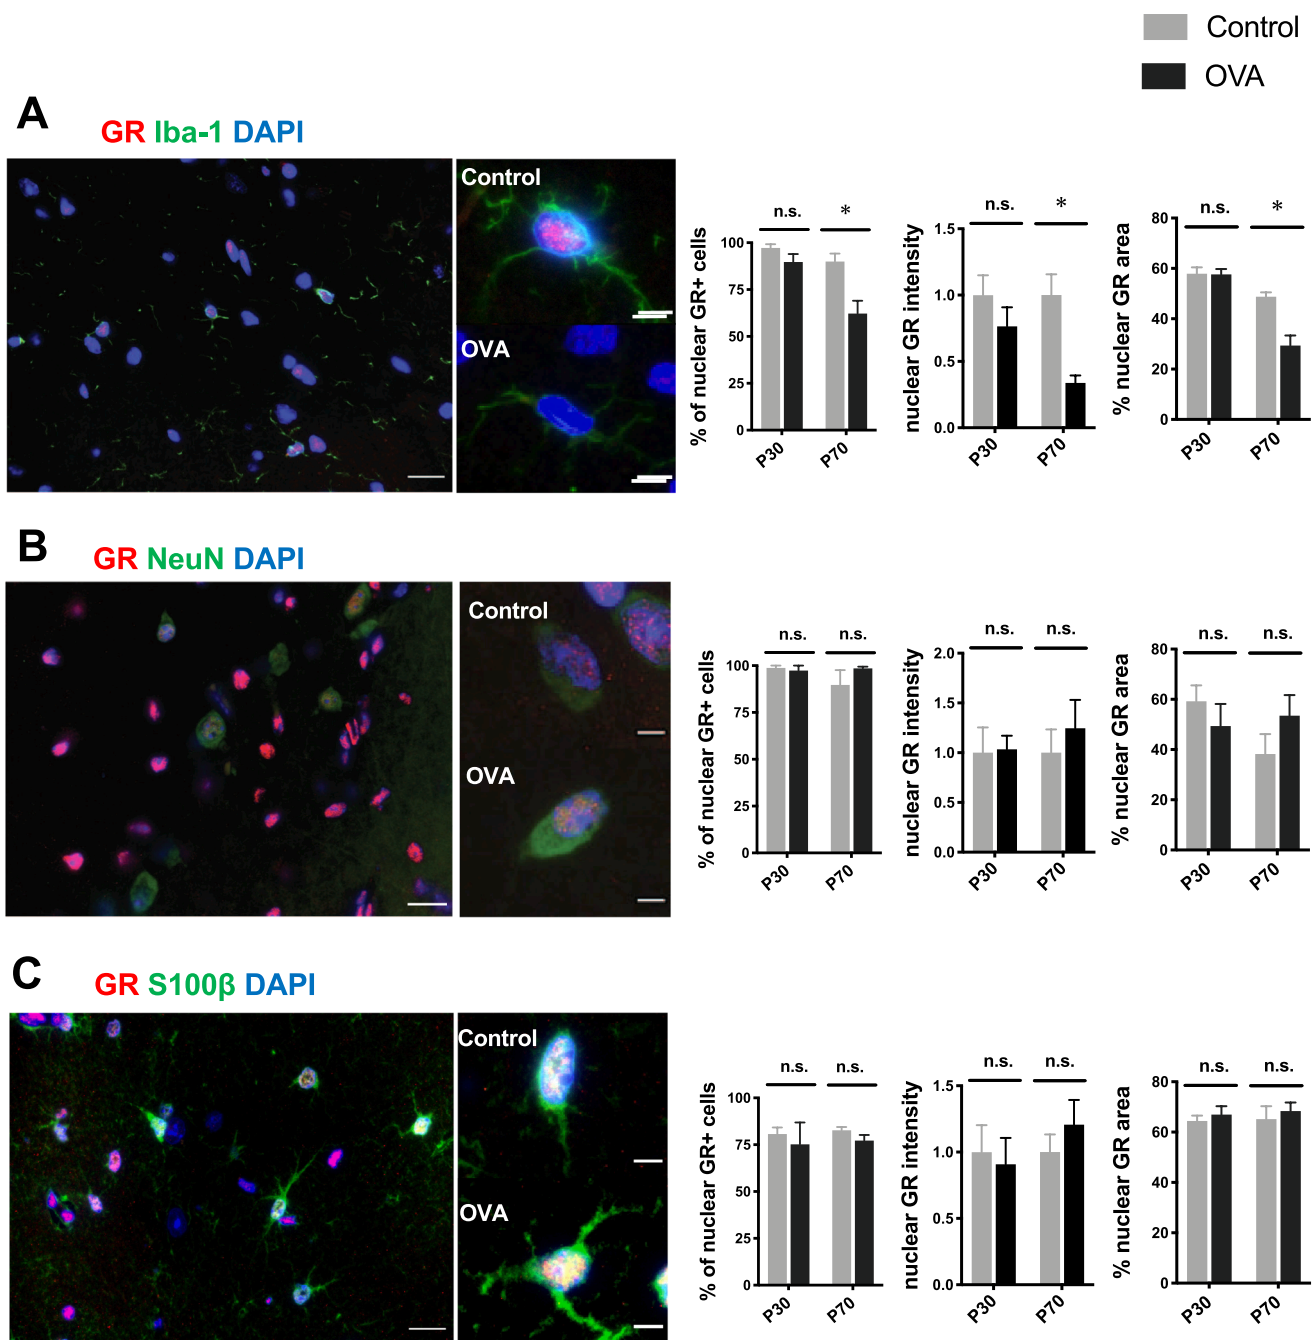 Control
OVA
A
GR Iba-1 DAPI
Control
OVA
% of nuclear GR+ cells
100
75
50
25
0
n.s.
*
P30
P70
nuclear GR intensity
1.5
1.0
0.5
0.0
n.s.
*
P30
P70
% nuclear GR area
80
60
40
20
0
n.s.
*
P30
P70
B
GR NeuN DAPI
Control
OVA
% of nuclear GR+ cells
100
75
50
25
0
n.s.
n.s.
P30
P70
nuclear GR intensity
2.0
1.5
1.0
0.5
0.0
n.s.
n.s.
P30
P70
% nuclear GR area
80
60
40
20
0
n.s.
n.s.
P30
P70
C
GR S100β DAPI
Control
OVA
% of nuclear GR+ cells
100
75
50
25
0
n.s.
n.s.
P30
P70
nuclear GR intensity
1.5
1.0
0.5
0.0
n.s.
n.s.
P30
P70
% nuclear GR area
80
60
40
20
0
n.s.
n.s.
P30
P70